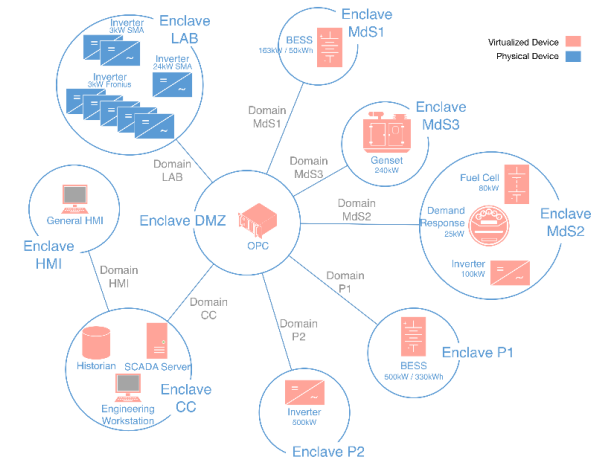 Enclave
LAB
Inverter
3kW SMA
Inverter
24kW SMA
Inverter
3kW Fronius
Enclave
MdS1
BESS
163kW / 50kWh
Virtualized Device
Physical Device
Domain
MdS1
Enclave
MdS3
Genset
240kW
Domain
LAB
Domain
MdS3
Fuel Cell
80kW
Enclave
MdS2
Demand
Response
25kW
Inverter
100kW
Domain
MdS2
Enclave DMZ
OPC
General HMI
Enclave
HMI
Domain
HMI
Domain
CC
Domain
P1
Domain
P2
Historian
SCADA Server
Enclave
CC
Engineering
Workstation
BESS
500kW / 330kWh
Enclave P1
Inverter
500kW
Enclave P2